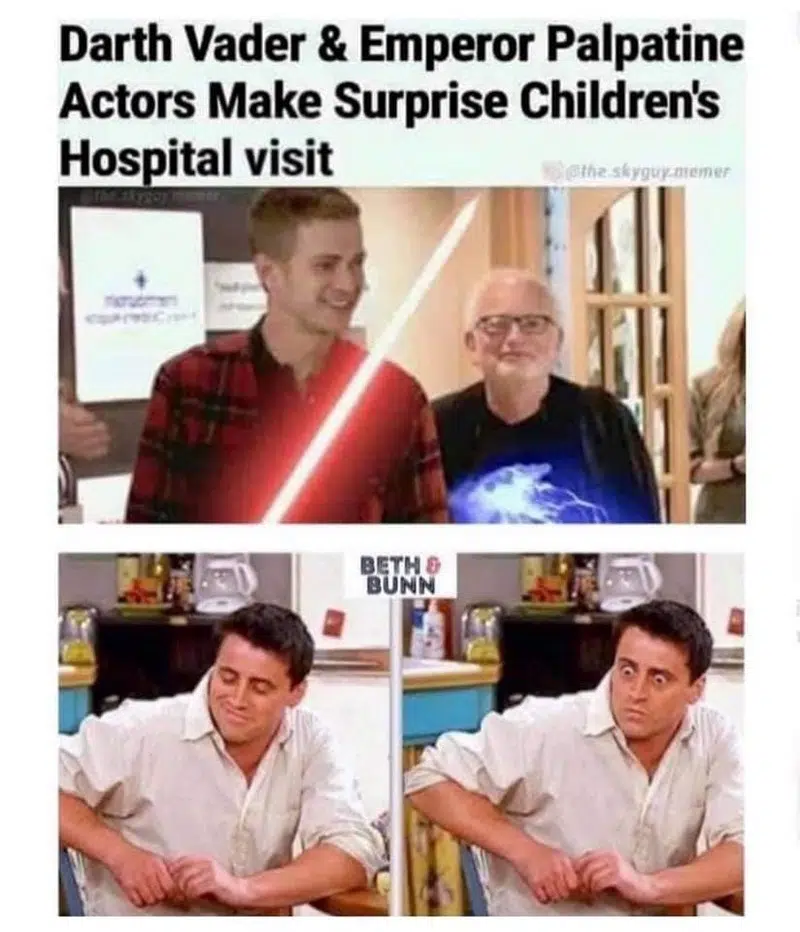 Darth Vader & Emperor Palpatine
Actors Make Surprise Children's
Hospital visit
@the.skyguy.memer
BETH &
BUNN